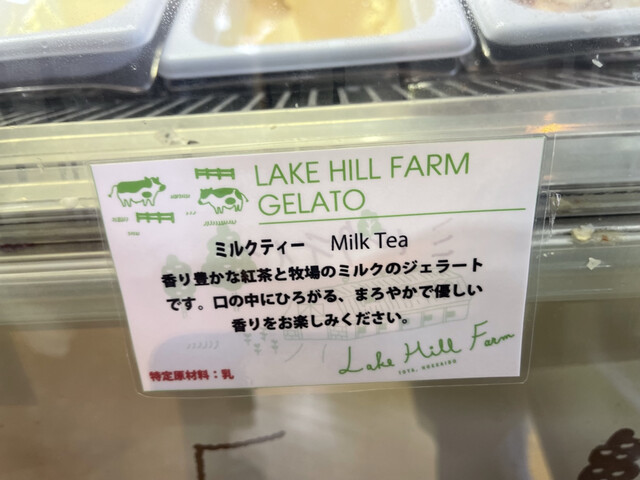 LAKE HILL FARM
GELATO
ミルクティー Milk Tea
香り豊かな紅茶と牧場のミルクのジェラート
です。口の中にひろがる、まろやかで優しい
香りをお楽しみください。
Lake Hill Farm
TOYA, HOKKAIDO
特定原材料：乳